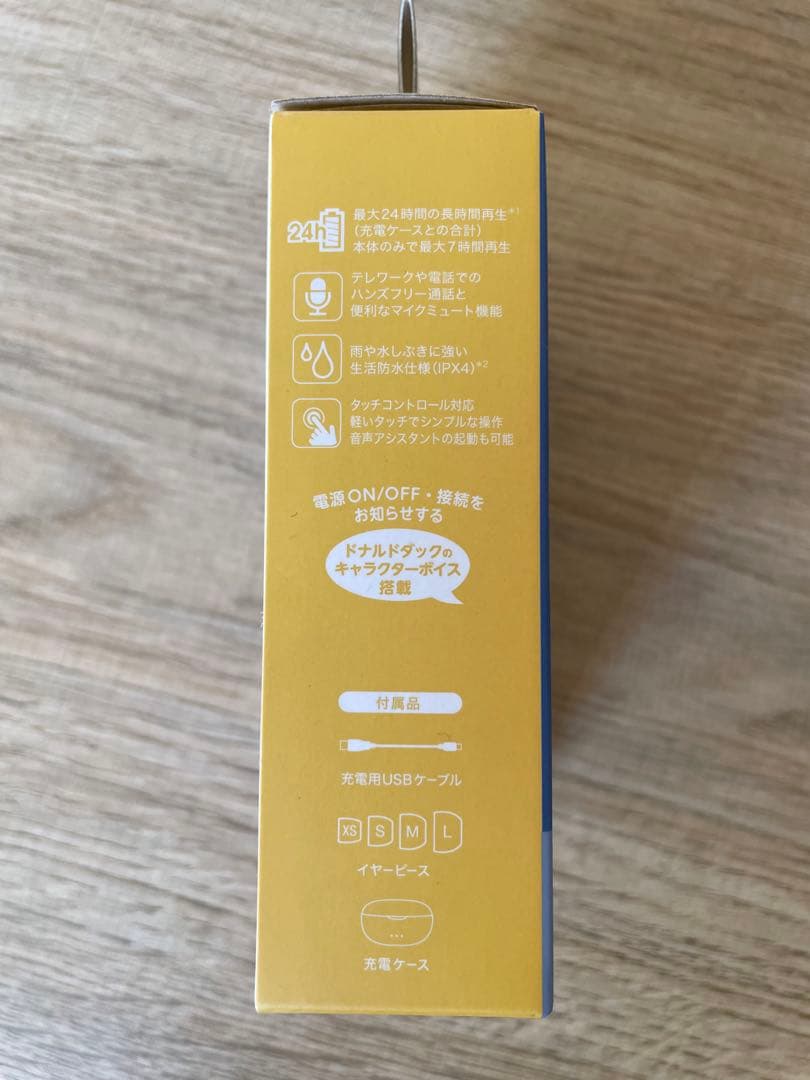 24h
最大24時間の長時間再生*1
(充電ケースとの合計)
本体のみで最大7時間再生
テレワークや電話での
ハンズフリー通話と
便利なマイクミュート機能
雨や水しぶきに強い
生活防水仕様(IPX4)*2
タッチコントロール対応
軽いタッチでシンプルな操作
音声アシスタントの起動も可能
電源ON/OFF・接続を
お知らせする
ドナルドダックの
キャラクターボイス
搭載
付属品
充電用USBケーブル
XS S M L
イヤーピース
充電ケース